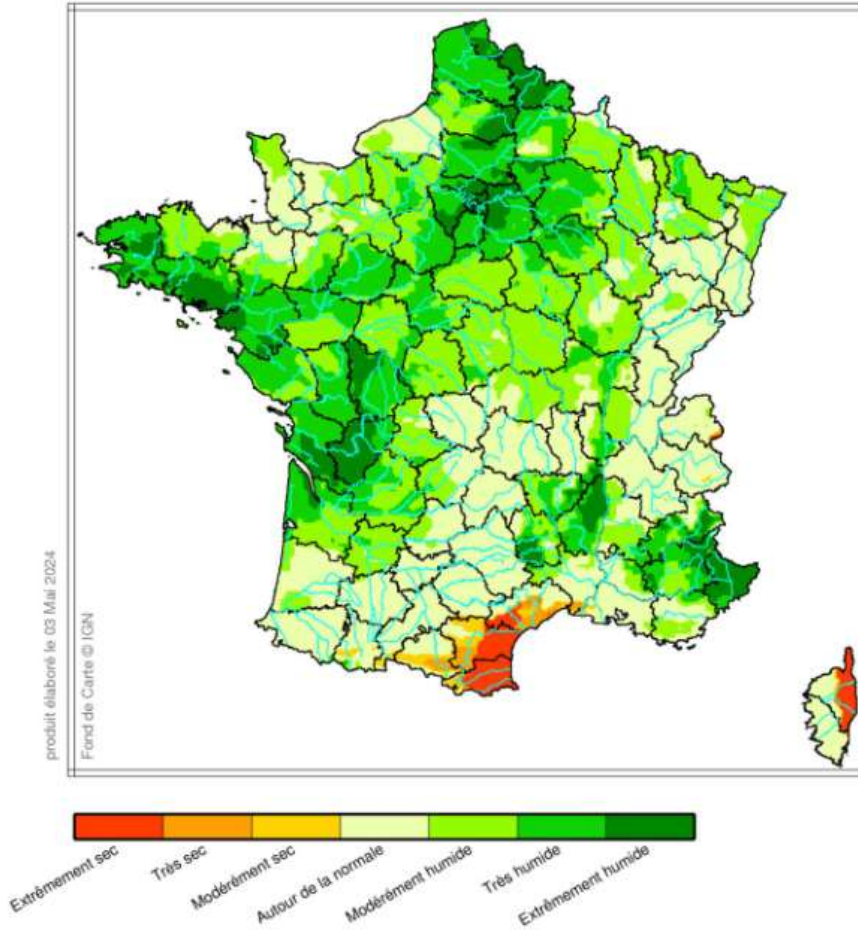 produit élaboré le 03 Mai 2024
Fond de Carte © IGN
Extrêmement sec
Très sec
Modérément sec
Autour de la normale
Modérément humide
Très humide
Extrêmement humide